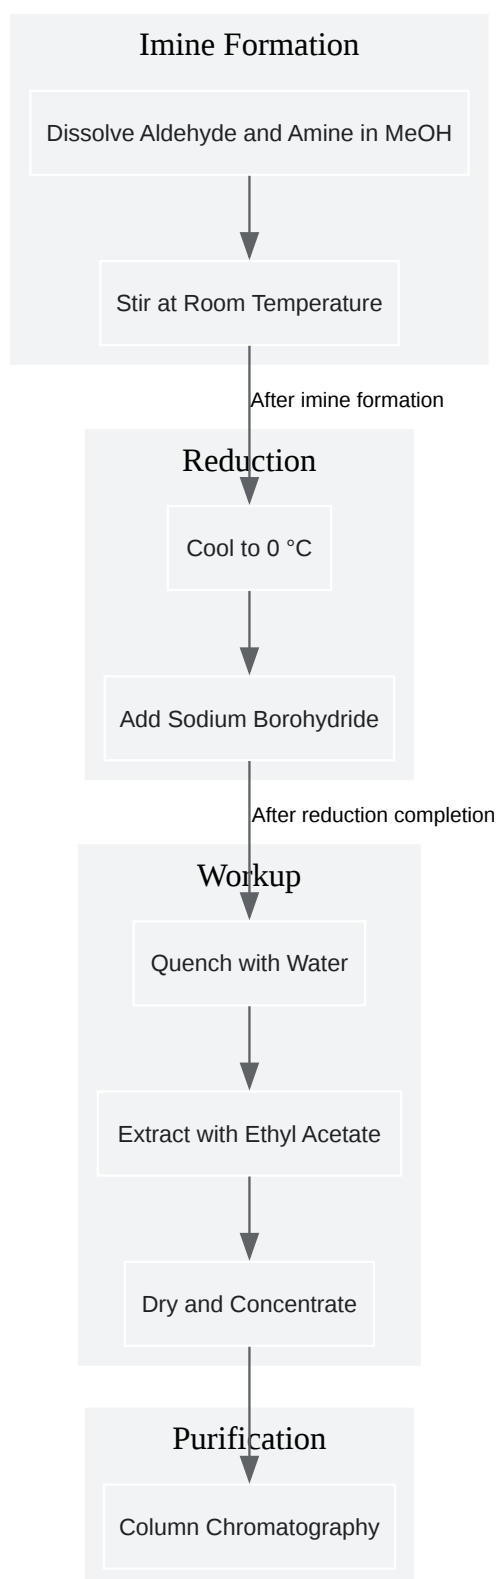 Imine Formation
Dissolve Aldehyde and Amine in MeOH
Stir at Room Temperature
After imine formation
Reduction
Cool to 0 °C
Add Sodium Borohydride
After reduction completion
Workup
Quench with Water
Extract with Ethyl Acetate
Dry and Concentrate
Purification
Column Chromatography